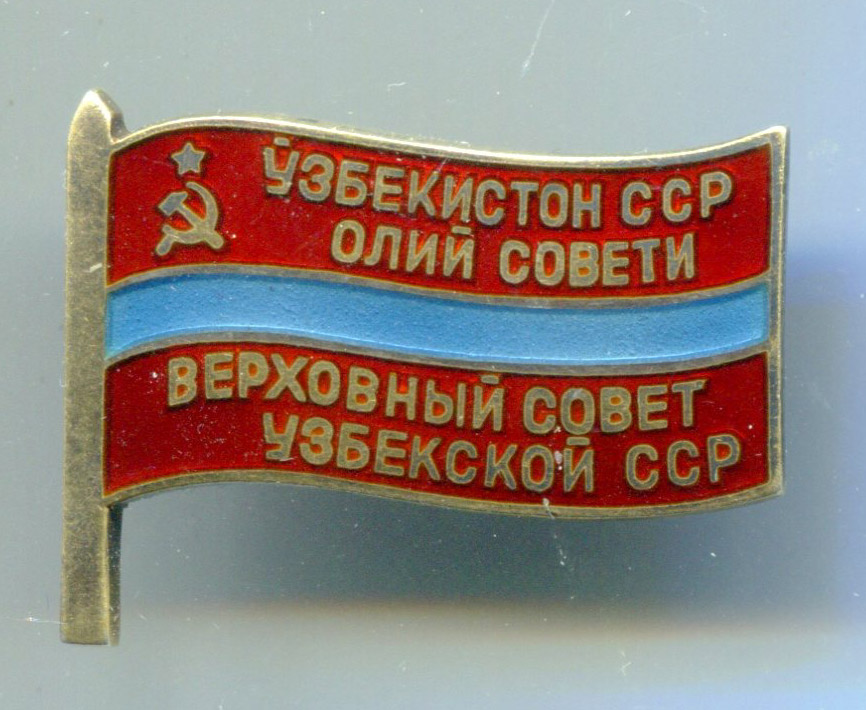 ЎЗБЕКИСТОН ССР
ОЛИЙ СОВЕТИ
ВЕРХОВНЫЙ СОВЕТ
УЗБЕКСКОЙ ССР